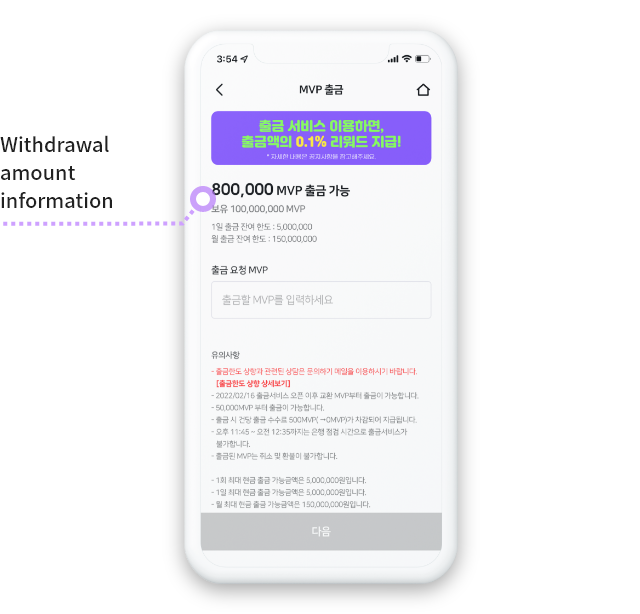 Withdrawal
amount
information
3:54
MVP 출금
출금 서비스 이용하면,
출금액의 0.1% 리워드 지급!
* 자세한 내용은 공지사항을 참고해주세요.
800,000 MVP 출금 가능
보유 100,000,000 MVP
1일 출금 잔여 한도 : 5,000,000
월 출금 잔여 한도 : 150,000,000
출금 요청 MVP
출금할 MVP를 입력하세요
유의사항
- 출금한도 상향과 관련된 상담은 문의하기 메일을 이용하시기 바랍니다.
[출금한도 상향 상세보기]
- 2022/02/16 출금서비스 오픈 이후 교환 MVP부터 출금이 가능합니다.
- 50,000MVP 부터 출금이 가능합니다.
- 출금 시 건당 출금 수수료 500MVP( →0MVP)가 차감되어 지급됩니다.
- 오후 11:45 ~ 오전 12:35까지는 은행 점검 시간으로 출금서비스가
불가합니다.
- 출금된 MVP는 취소 및 환불이 불가합니다.
- 1회 최대 현금 출금 가능금액은 5,000,000원입니다.
- 1일 최대 현금 출금 가능금액은 5,000,000원입니다.
- 월 최대 현금 출금 가능금액은 150,000,000원입니다.
다음